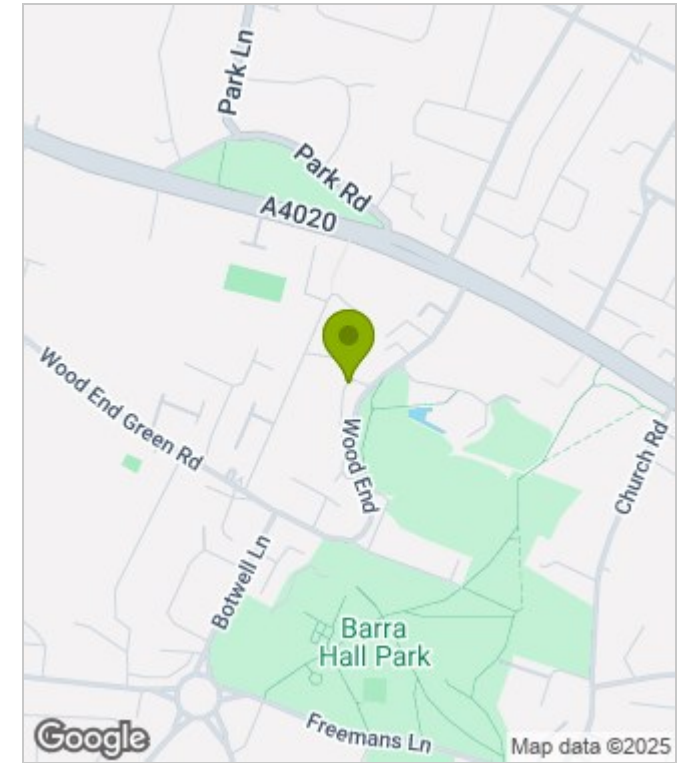 Park Ln
Park Rd
A4020
Wood End Green Rd
Wood End
Church Rd
Botwell Ln
Barra
Hall Park
Freemans Ln
Google
Map data ©2025